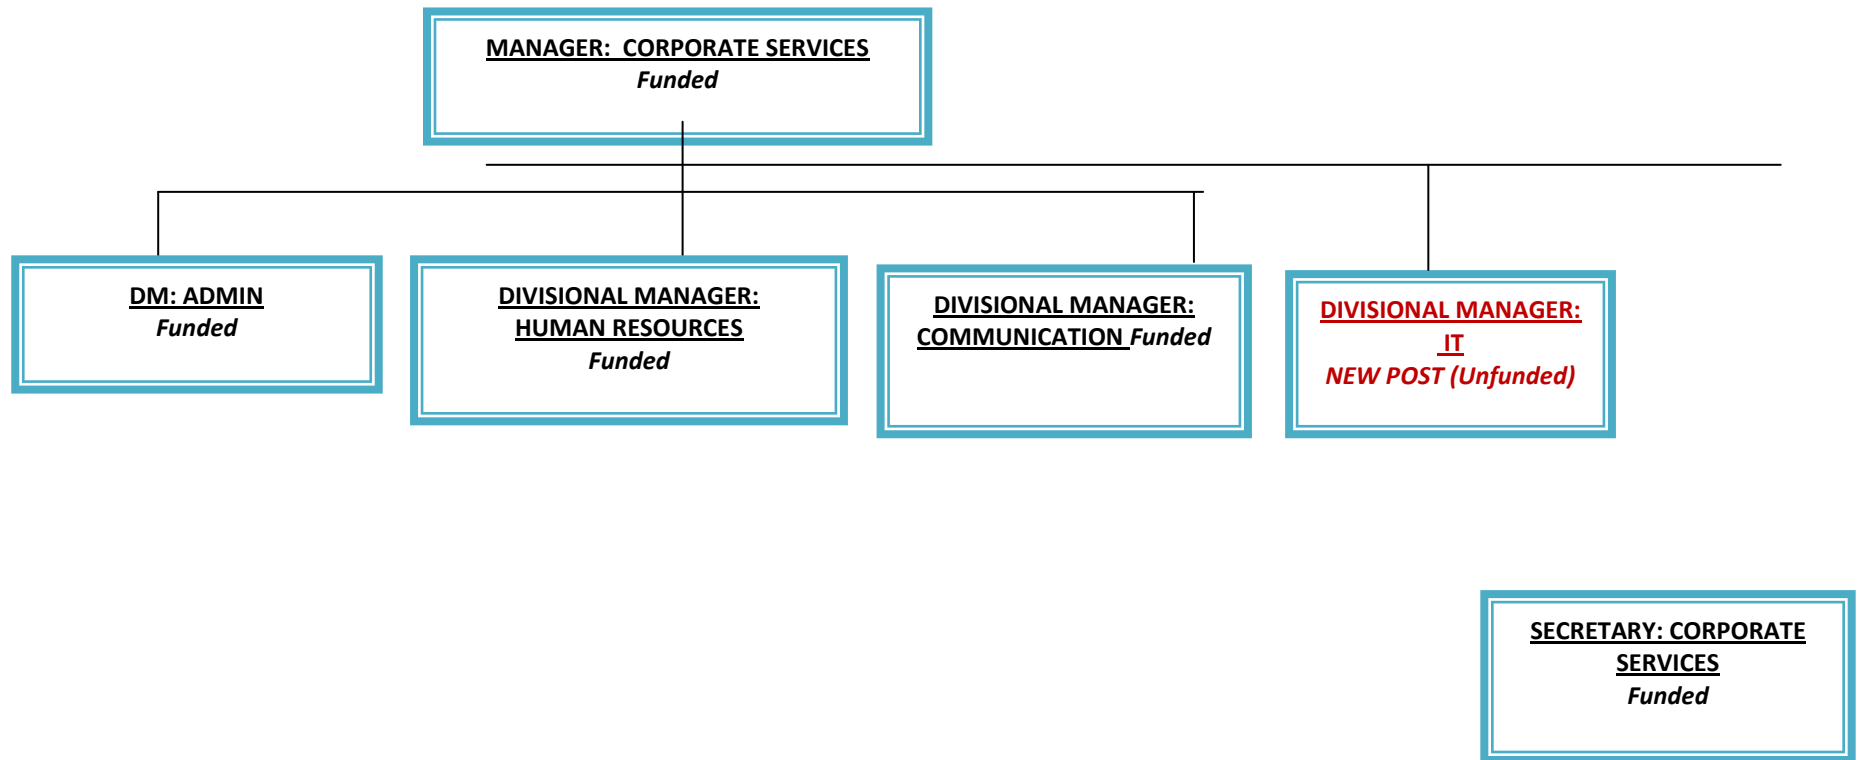 MANAGER:  CORPORATE SERVICES
Funded
DM: ADMIN
Funded
DIVISIONAL MANAGER:
HUMAN RESOURCES
Funded
DIVISIONAL MANAGER:
COMMUNICATION Funded
DIVISIONAL MANAGER:
IT
NEW POST (Unfunded)
SECRETARY: CORPORATE
SERVICES
Funded